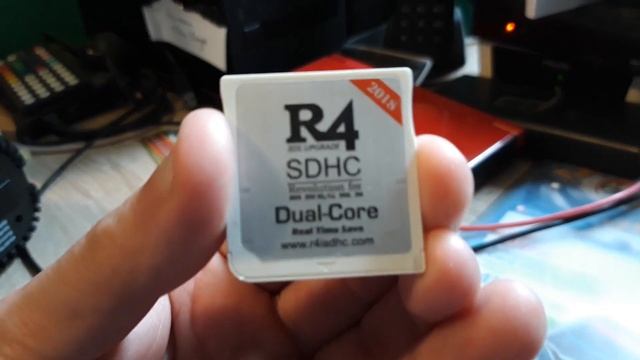 2018
R4
3DS UPGRADE
SDHC
Revolution for
Dual-Core
Real Time Save
www.r4isdhc.com